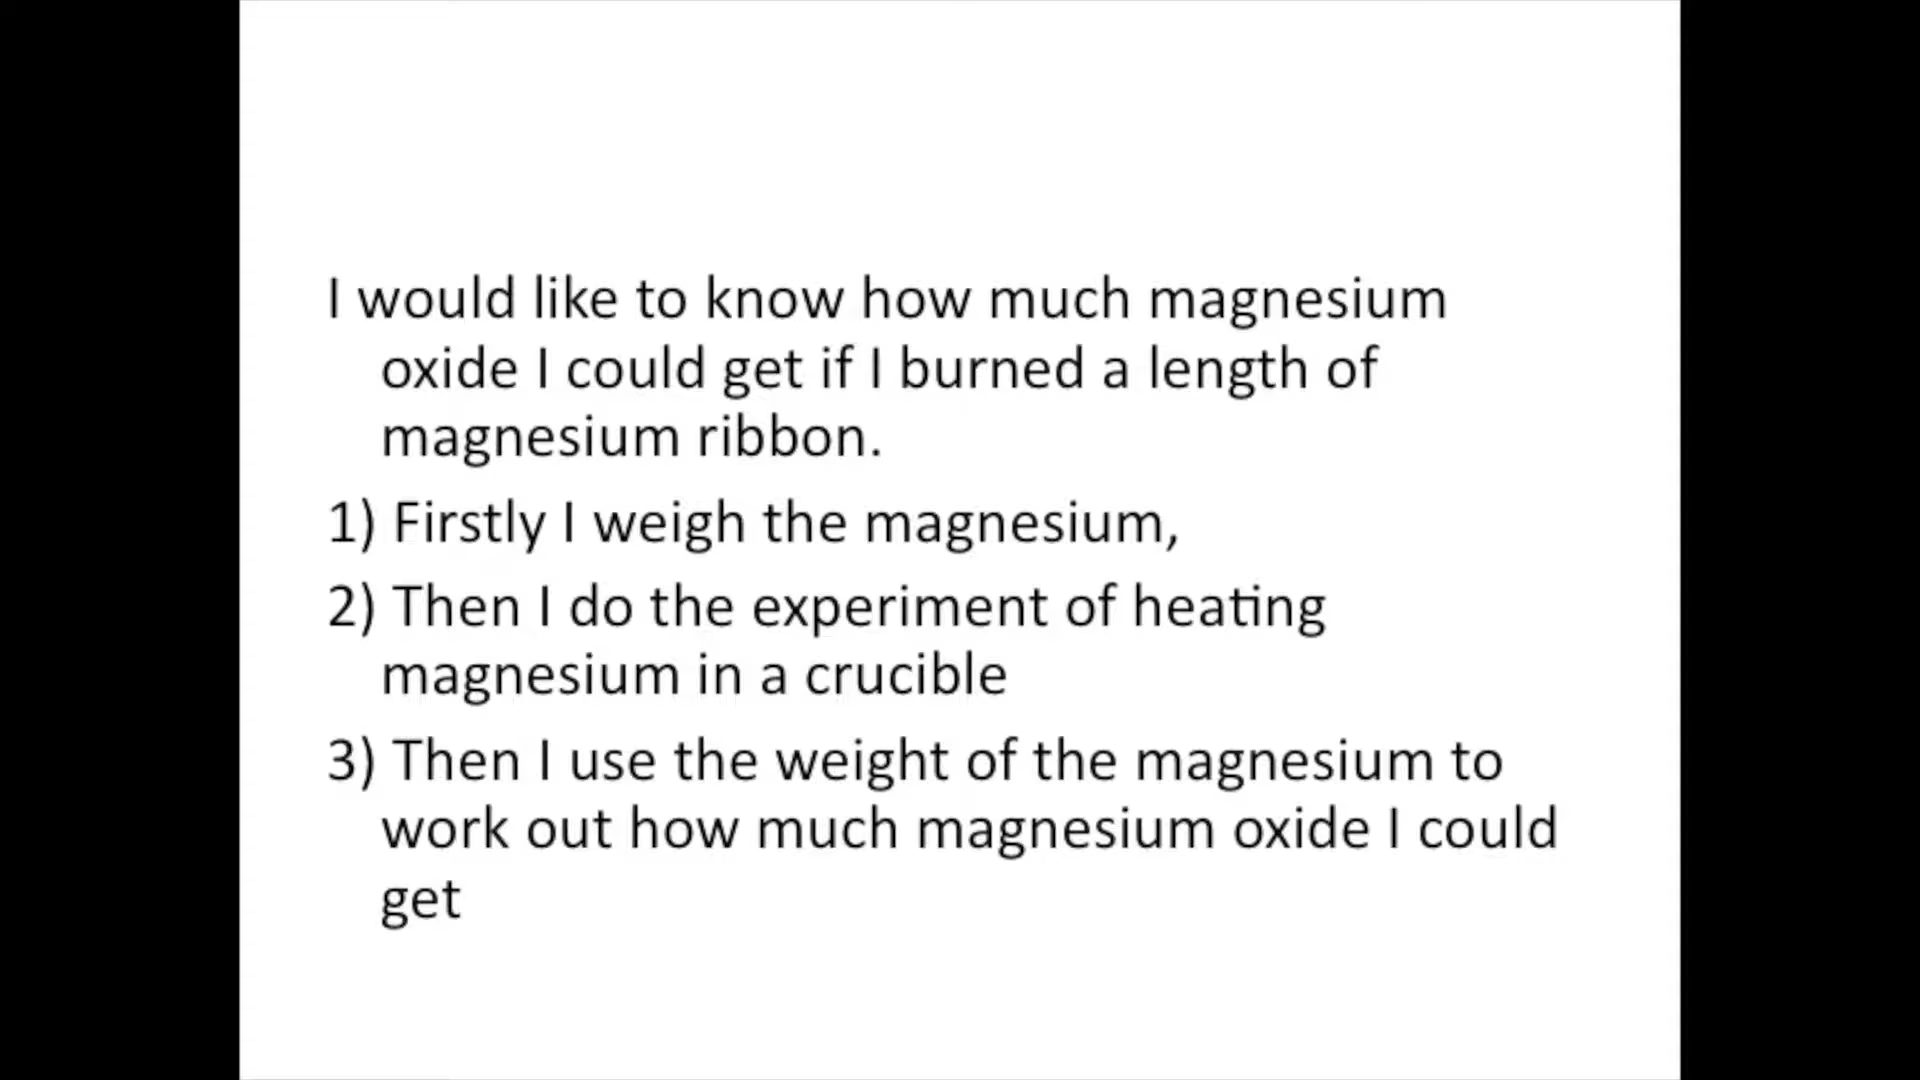 I would like to know how much magnesium
oxide I could get if I burned a length of
magnesium ribbon.
1) Firstly I weigh the magnesium,
2) Then I do the experiment of heating
magnesium in a crucible
3) Then I use the weight of the magnesium to
work out how much magnesium oxide I could
get